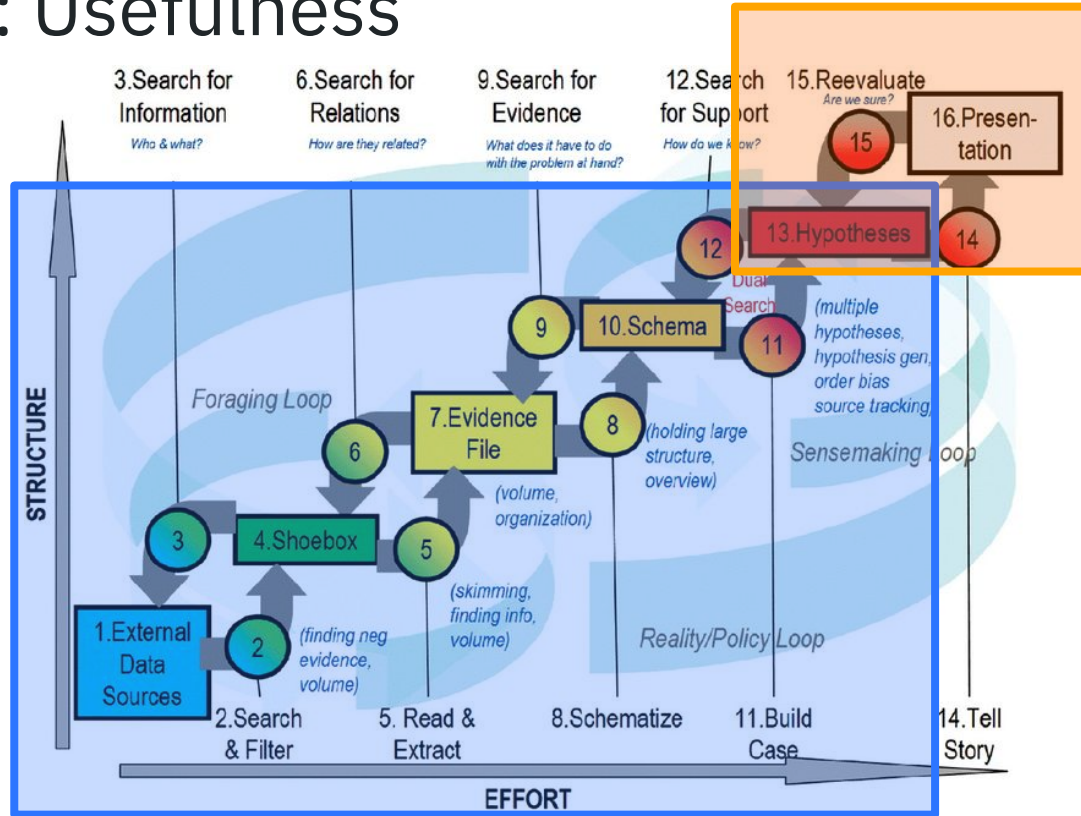 : Usefulness
3.Search for
Information
Who & what?
6.Search for
Relations
How are they related?
9.Search for
Evidence
What does it have to do
with the problem at hand?
12.Search
for Support
How do we know?
15.Reevaluate
Are we sure?
15
16.Presen-
tation
12
13.Hypotheses
14
Dual
Search
9
10.Schema
11
(multiple
hypotheses,
hypothesis gen,
order bias
source tracking)
Foraging Loop
6
7.Evidence
File
8
(holding large
structure,
overview)
Sensemaking Loop
(volume,
organization)
STRUCTURE
3
4.Shoebox
5
(skimming,
finding info,
volume)
1.External
Data
Sources
2
(finding neg
evidence,
volume)
Reality/Policy Loop
2.Search
& Filter
5. Read &
Extract
8.Schematize
11.Build
Case
14.Tell
Story
EFFORT